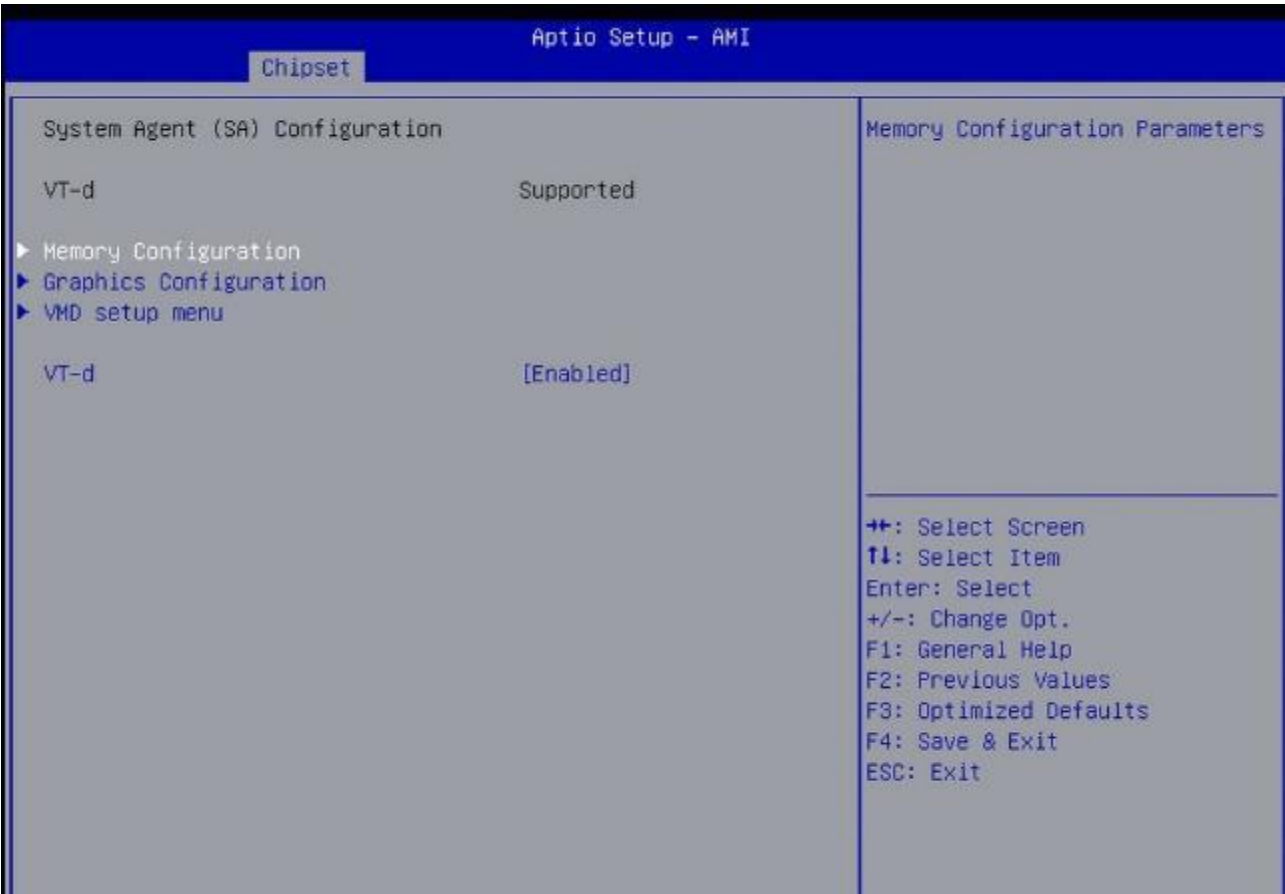 Aptio Setup – AMI
Chipset
System Agent (SA) Configuration
VT-d Supported
Memory Configuration
Graphics Configuration
VMD setup menu
VT-d [Enabled]
Memory Configuration Parameters
→←: Select Screen
↑↓: Select Item
Enter: Select
+/-: Change Opt.
F1: General Help
F2: Previous Values
F3: Optimized Defaults
F4: Save & Exit
ESC: Exit